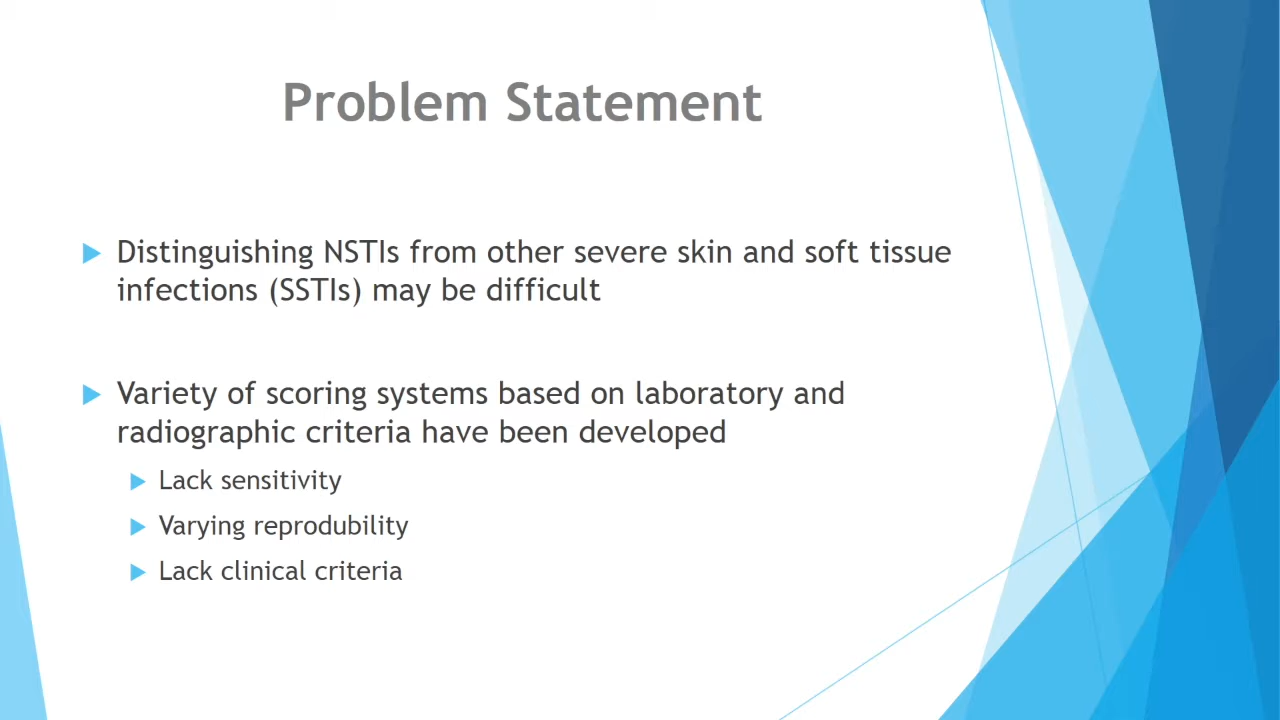 Problem Statement
Distinguishing NSTIs from other severe skin and soft tissue
infections (SSTIs) may be difficult
Variety of scoring systems based on laboratory and
radiographic criteria have been developed
Lack sensitivity
Varying reprodubility
Lack clinical criteria